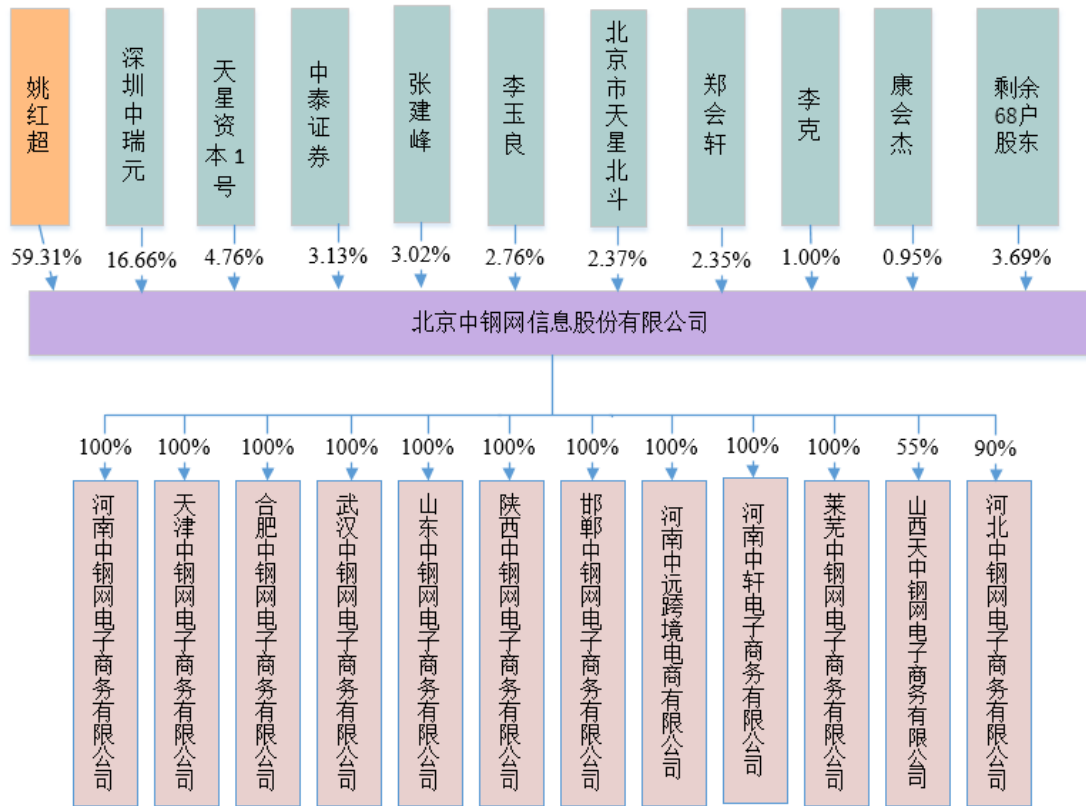 姚红超
深圳中瑞元
天星资本1号
中泰证券
张建峰
李玉良
北京市天星北斗
郑会轩
李克
康会杰
剩余
68户
股东
59.31%
16.66%
4.76%
3.13%
3.02%
2.76%
2.37%
2.35%
1.00%
0.95%
3.69%
北京中钢网信息股份有限公司
100%
100%
100%
100%
100%
100%
100%
100%
100%
100%
55%
90%
河南中钢网电子商务有限公司
天津中钢网电子商务有限公司
合肥中钢网电子商务有限公司
武汉中钢网电子商务有限公司
山东中钢网电子商务有限公司
陕西中钢网电子商务有限公司
邯郸中钢网电子商务有限公司
河南中远跨境电商有限公司
河南中轩电子商务有限公司
莱芜中钢网电子商务有限公司
山西天中钢网电子商务有限公司
河北中钢网电子商务有限公司